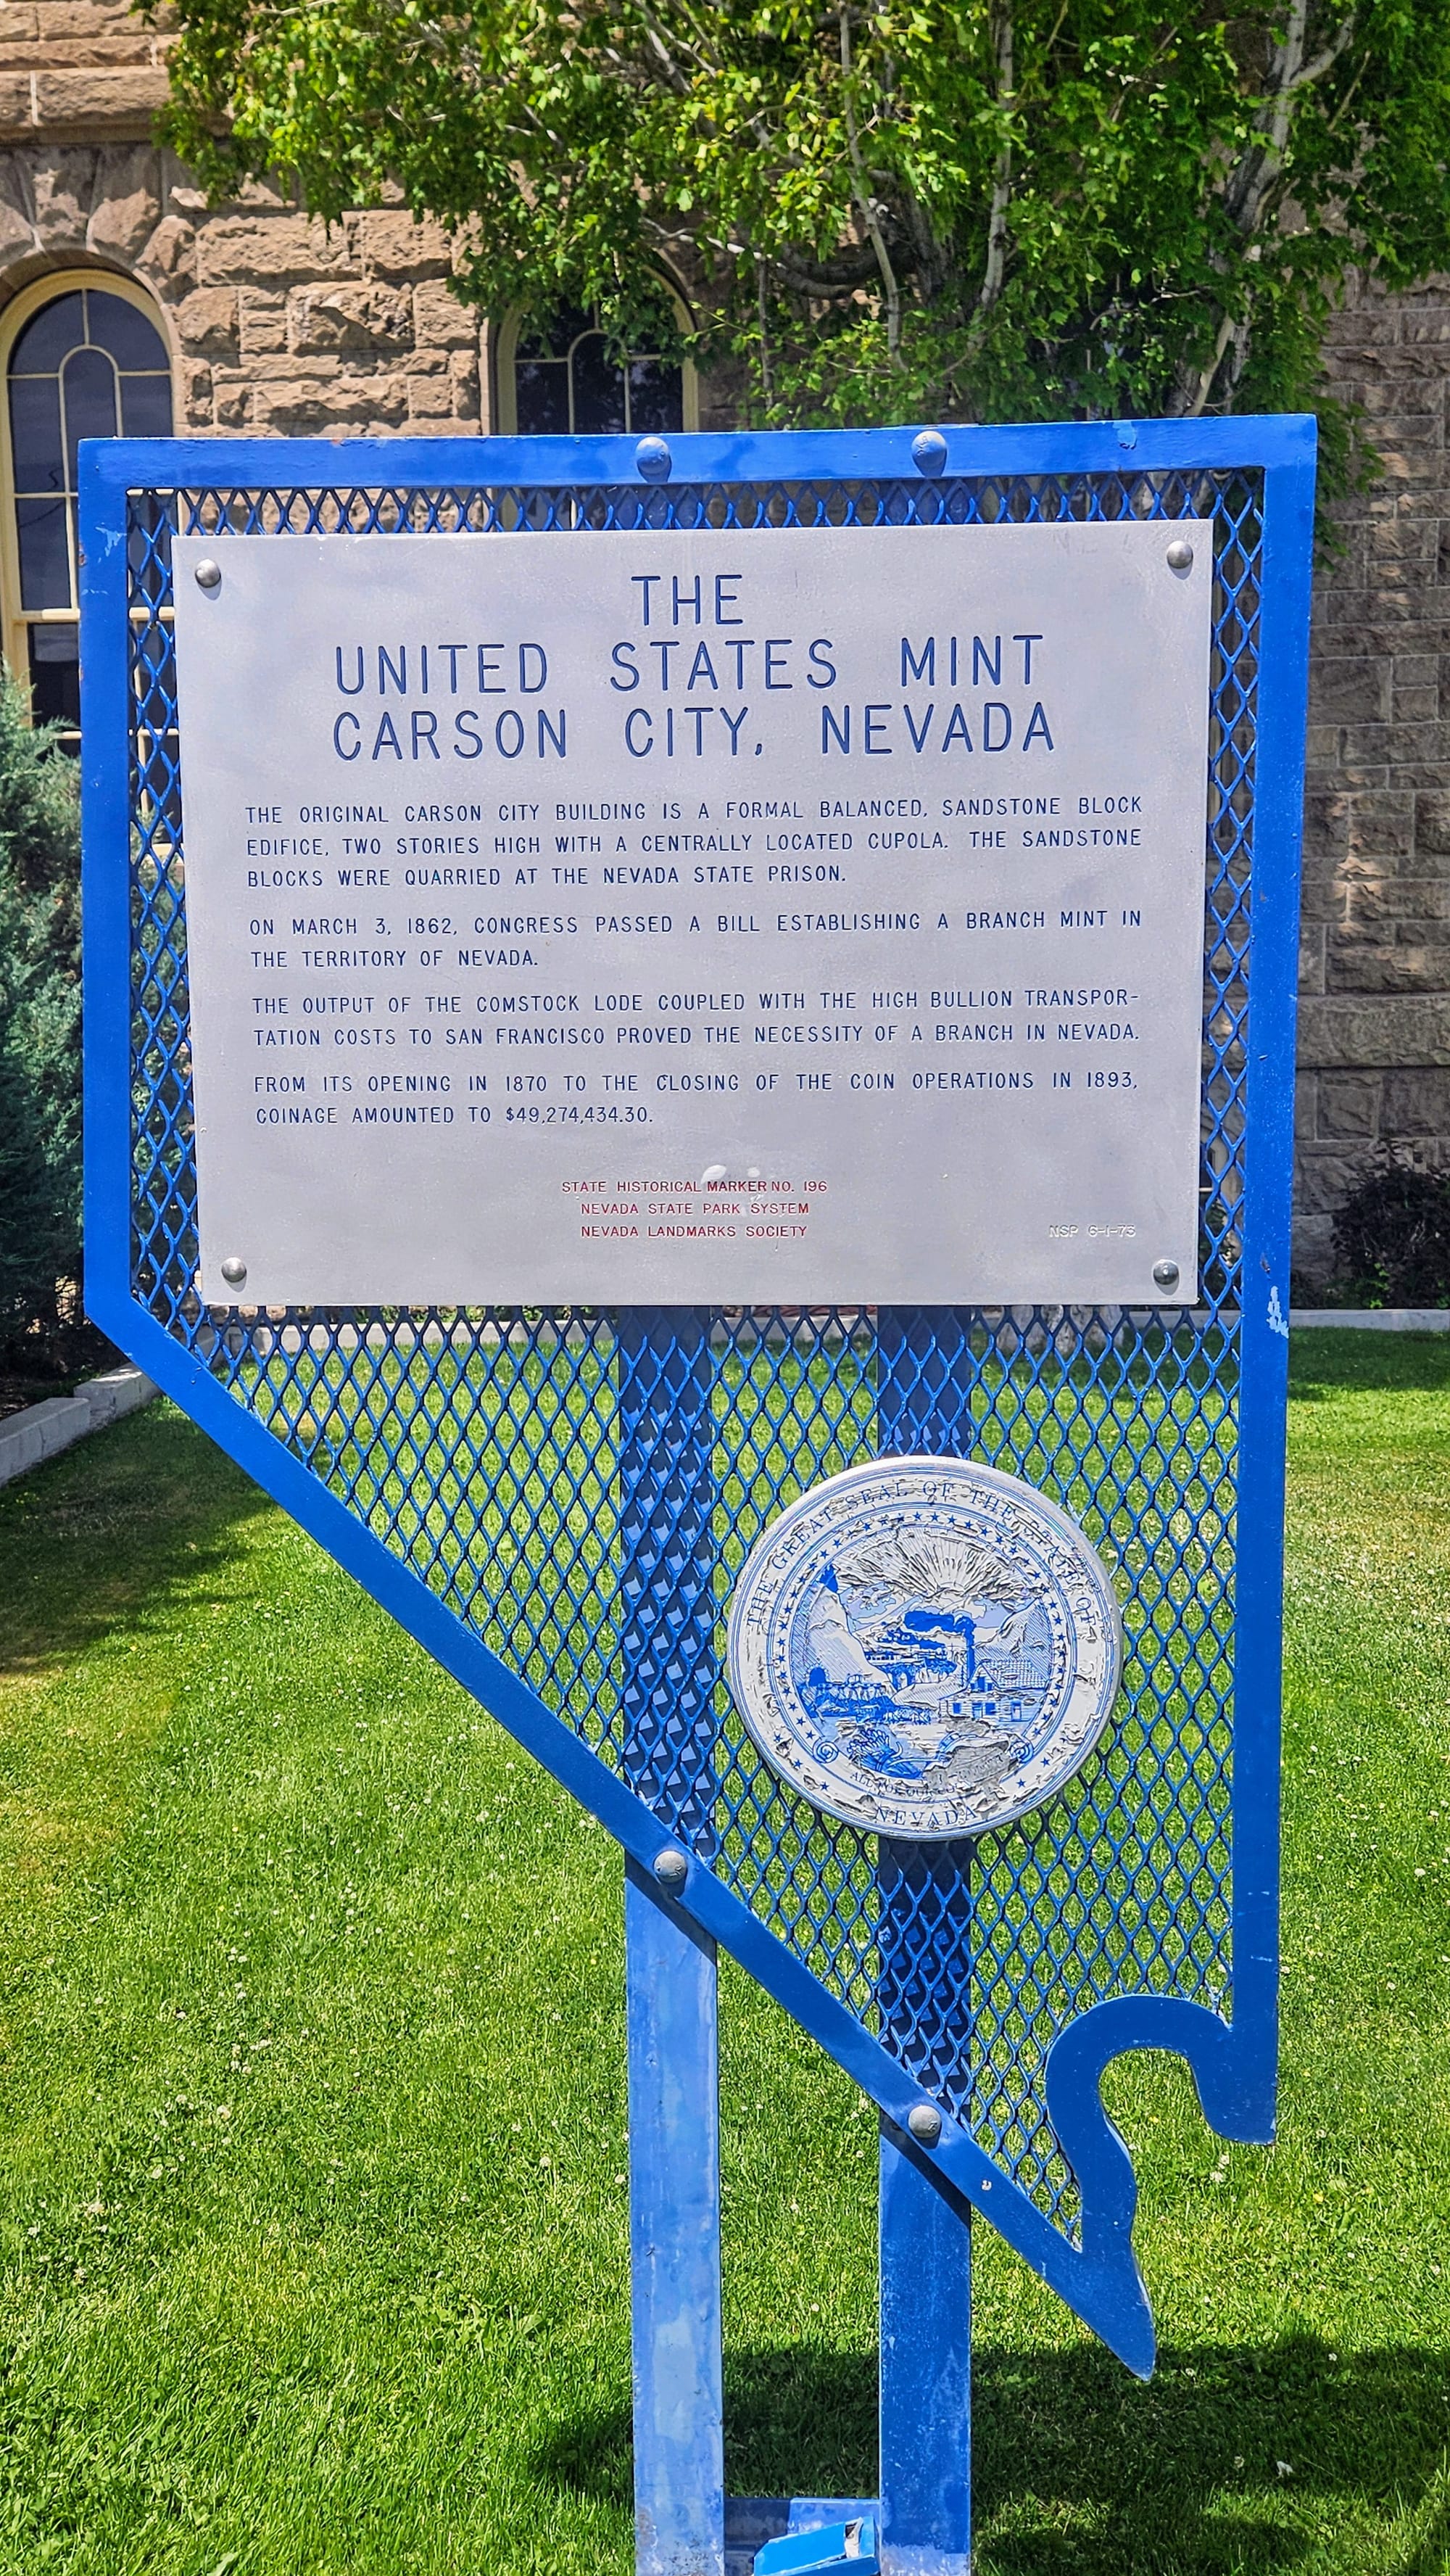 THE
UNITED STATES MINT
CARSON CITY, NEVADA
THE ORIGINAL CARSON CITY BUILDING IS A FORMAL BALANCED, SANDSTONE BLOCK
EDIFICE, TWO STORIES HIGH WITH A CENTRALLY LOCATED CUPOLA. THE SANDSTONE
BLOCKS WERE QUARRIED AT THE NEVADA STATE PRISON.
ON MARCH 3, 1862, CONGRESS PASSED A BILL ESTABLISHING A BRANCH MINT IN
THE TERRITORY OF NEVADA.
THE OUTPUT OF THE COMSTOCK LODE COUPLED WITH THE HIGH BULLION TRANSPOR-
TATION COSTS TO SAN FRANCISCO PROVED THE NECESSITY OF A BRANCH IN NEVADA.
FROM ITS OPENING IN 1870 TO THE CLOSING OF THE COIN OPERATIONS IN 1893,
COINAGE AMOUNTED TO $49,274,434.30.
STATE HISTORICAL MARKER NO. 196
NEVADA STATE PARK SYSTEM
NEVADA LANDMARKS SOCIETY
NSP 6-1-73
THE GREAT SEAL OF THE STATE OF
ALL FOR OUR
NEVADA